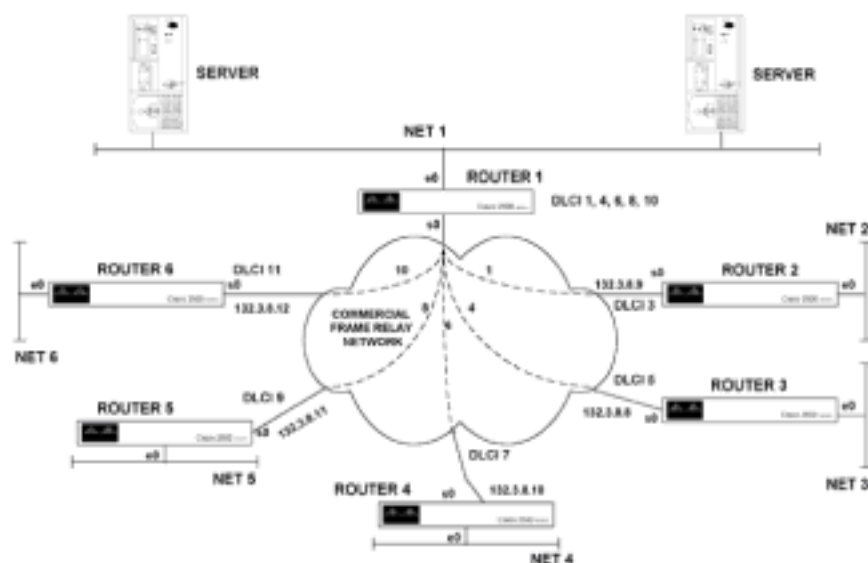 SERVER
SERVER
NET 1
e0
ROUTER 1
DLCI 1, 4, 6, 8, 10
s0
NET 2
ROUTER 6
DLCI 11
10
1
s0
ROUTER 2
e0
s0
132.3.8.9
e0
132.3.8.12
8
4
DLCI 3
6
COMMERCIAL
FRAME RELAY
NETWORK
NET 6
DLCI 9
DLCI 5
ROUTER 3
ROUTER 5
s0
132.3.8.11
s0
e0
e0
DLCI 7
NET 5
NET 3
ROUTER 4
s0
132.3.8.10
e0
NET 4